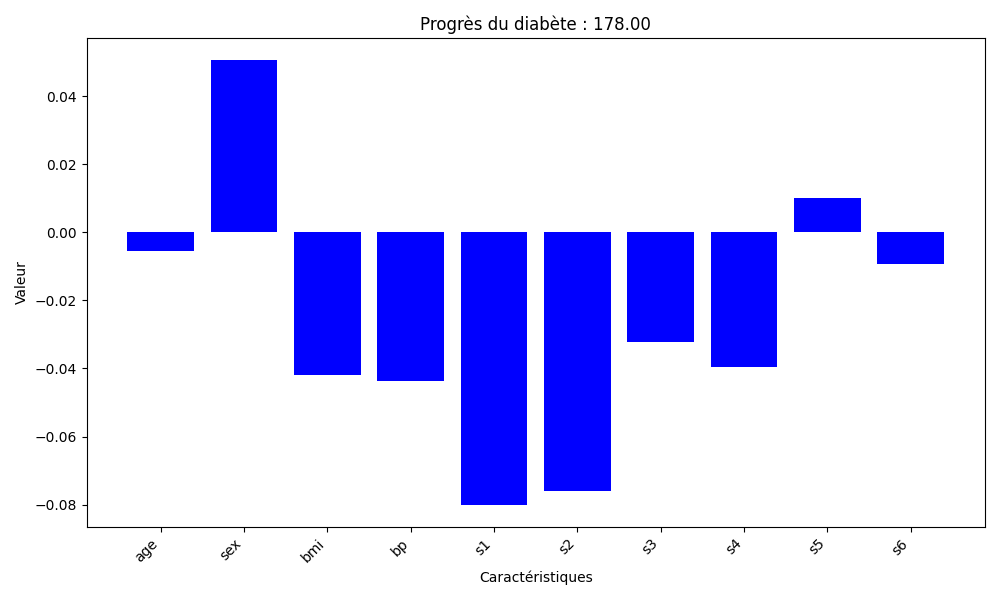 Progrès du diabète : 178.00
0.04
0.02
0.00
−0.02
−0.04
−0.06
−0.08
Valeur
age
sex
bmi
bp
s1
s2
s3
s4
s5
s6
Caractéristiques